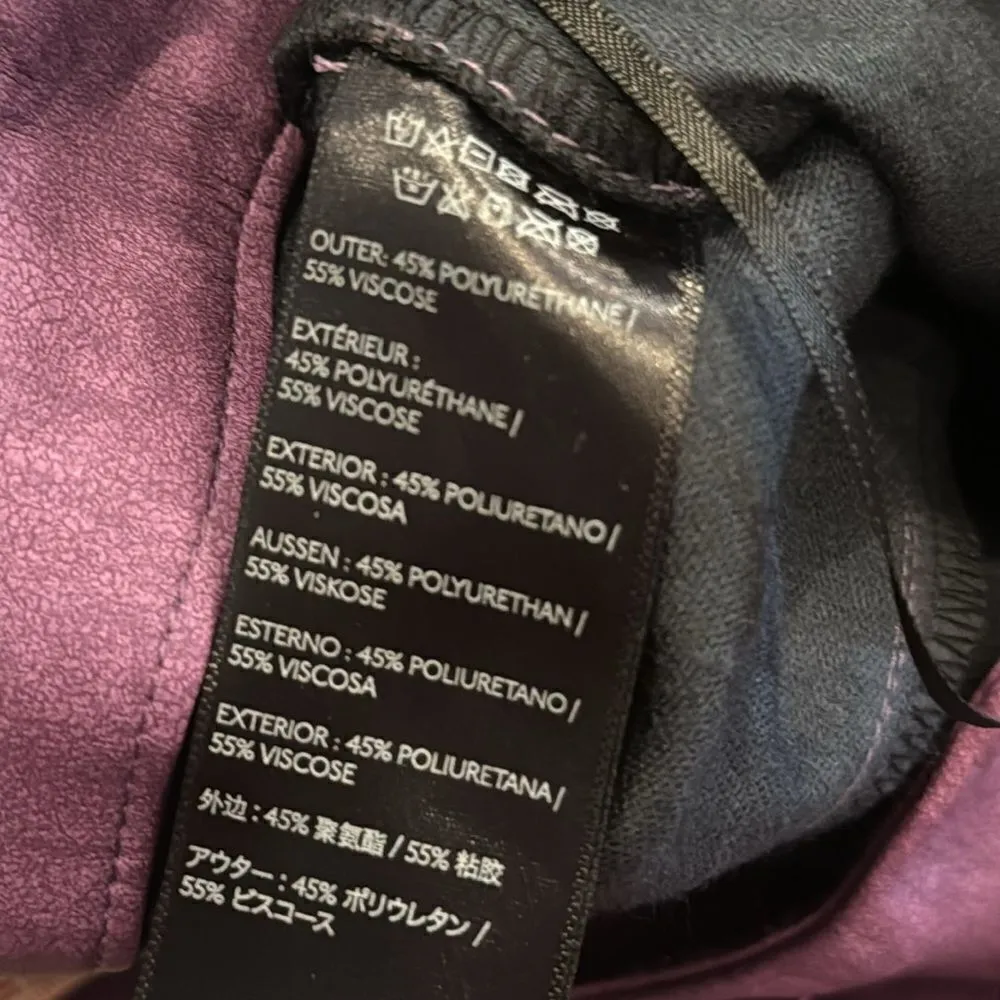 OUTER: 45% POLYURETHANE /
55% VISCOSE
EXTÉRIEUR :
45% POLYURÉTHANE /
55% VISCOSE
EXTERIOR : 45% POLIURETANO /
55% VISCOSA
AUSSEN : 45% POLYURETHAN /
55% VISKOSE
ESTERNO : 45% POLIURETANO /
55% VISCOSA
EXTERIOR : 45% POLIURETANA /
55% VISCOSE
外边 : 45% 聚氨酯 / 55% 粘胶
アウター : 45% ポリウレタン /
55% ビスコース